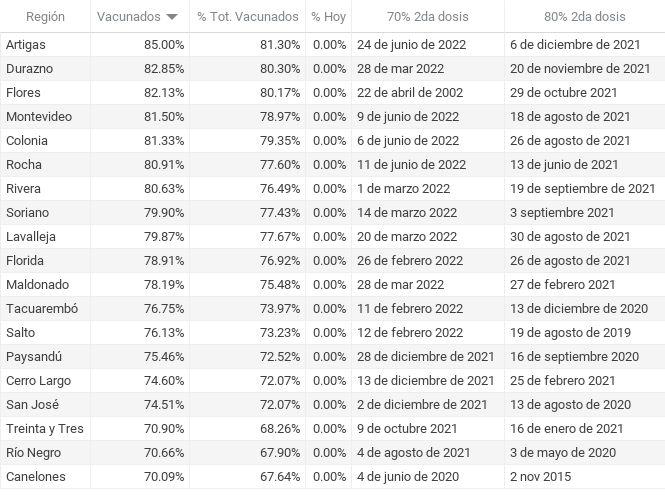 Región Vacunados % Tot. Vacunados % Hoy 70% 2da dosis 80% 2da dosis
Artigas 85.00% 81.30% 0.00% 24 de junio de 2022 6 de diciembre de 2021
Durazno 82.85% 80.30% 0.00% 28 de mar 2022 20 de noviembre de 2021
Flores 82.13% 80.17% 0.00% 22 de abril de 2002 29 de octubre 2021
Montevideo 81.50% 78.97% 0.00% 9 de junio de 2022 18 de agosto de 2021
Colonia 81.33% 79.35% 0.00% 6 de junio de 2022 26 de agosto de 2021
Rocha 80.91% 77.60% 0.00% 11 de junio de 2022 13 de junio de 2021
Rivera 80.63% 76.49% 0.00% 1 de marzo 2022 19 de septiembre de 2021
Soriano 79.90% 77.43% 0.00% 14 de marzo 2022 3 septiembre 2021
Lavalleja 79.87% 77.67% 0.00% 20 de marzo 2022 30 de agosto de 2021
Florida 78.91% 76.92% 0.00% 26 de febrero 2022 26 de agosto de 2021
Maldonado 78.19% 75.48% 0.00% 28 de mar 2022 27 de febrero 2021
Tacuarembó 76.75% 73.97% 0.00% 11 de febrero 2022 13 de diciembre de 2020
Salto 76.13% 73.23% 0.00% 12 de febrero 2022 19 de agosto de 2019
Paysandú 75.46% 72.52% 0.00% 28 de diciembre de 2021 16 de septiembre 2020
Cerro Largo 74.60% 72.07% 0.00% 13 de diciembre de 2021 25 de febrero 2021
San José 74.51% 72.07% 0.00% 2 de diciembre de 2021 13 de agosto de 2020
Treinta y Tres 70.90% 68.26% 0.00% 9 de octubre 2021 16 de enero de 2021
Río Negro 70.66% 67.90% 0.00% 4 de agosto de 2021 3 de mayo de 2020
Canelones 70.09% 67.64% 0.00% 4 de junio de 2020 2 nov 2015